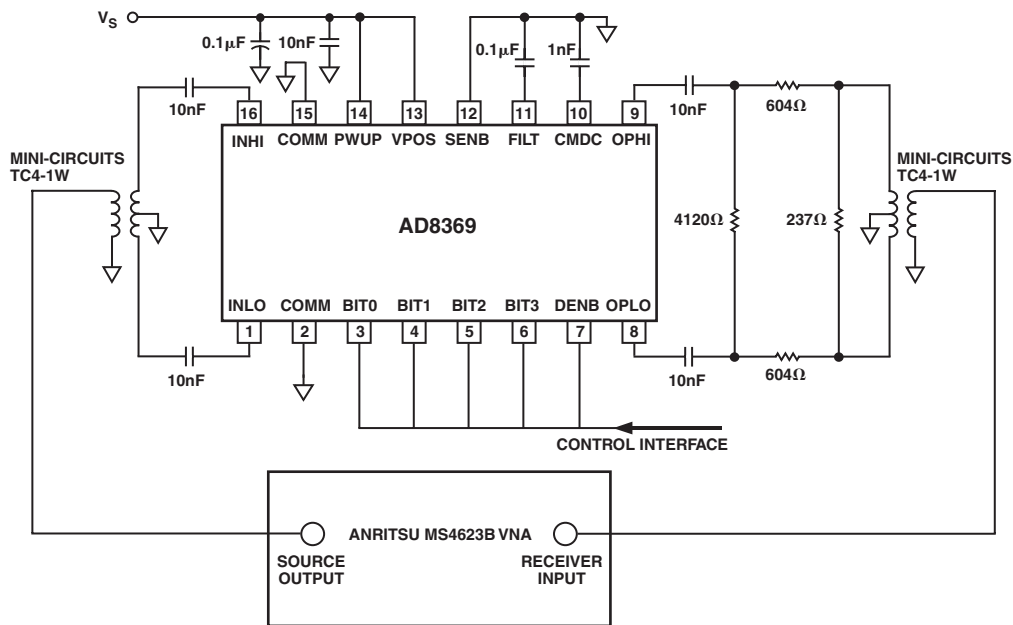 VS
0.1µF
10nF
0.1µF
1nF
10nF
10nF
604Ω
16
15
14
13
12
11
10
9
INHI
COMM
PWUP
VPOS
SENB
FILT
CMDC
OPHI
MINI-CIRCUITS
TC4-1W
MINI-CIRCUITS
TC4-1W
AD8369
4120Ω
237Ω
INLO
COMM
BIT0
BIT1
BIT2
BIT3
DENB
OPLO
1
2
3
4
5
6
7
8
10nF
10nF
604Ω
CONTROL INTERFACE
ANRITSU MS4623B VNA
SOURCE
OUTPUT
RECEIVER
INPUT